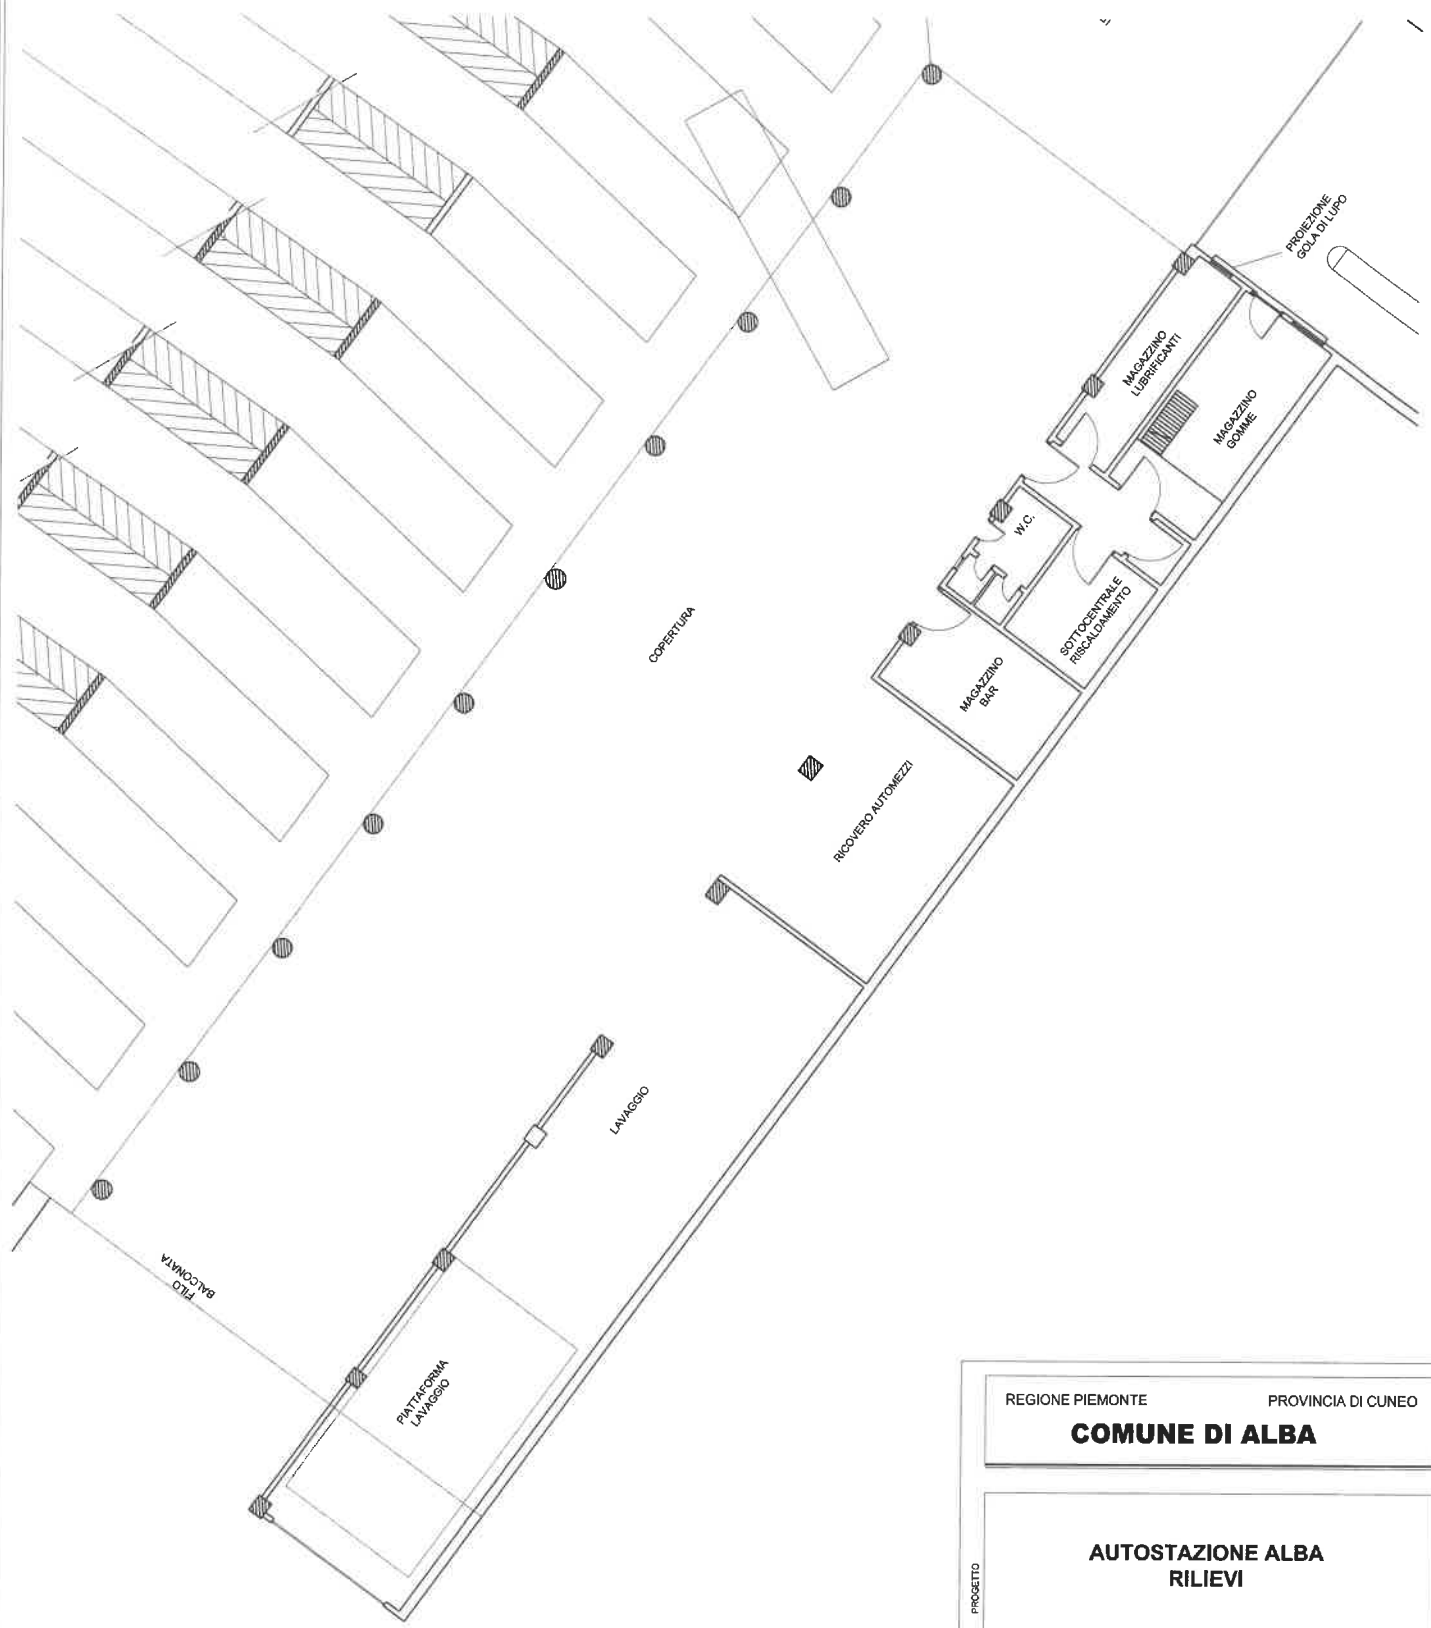 PROIEZIONE
GOLA DI LUPO
MAGAZZINO
LUBRIFICANTI
MAGAZZINO
GOMME
W.C.
SOTTOCENTRALE
RISCALDAMENTO
COPERTURA
MAGAZZINO
BAR
RICOVERO AUTOMEZZI
LAVAGGIO
FILO
BALCONATA
PIATTAFORMA
LAVAGGIO
REGIONE PIEMONTE PROVINCIA DI CUNEO
COMUNE DI ALBA
PROGETTO
AUTOSTAZIONE ALBA
RILIEVI